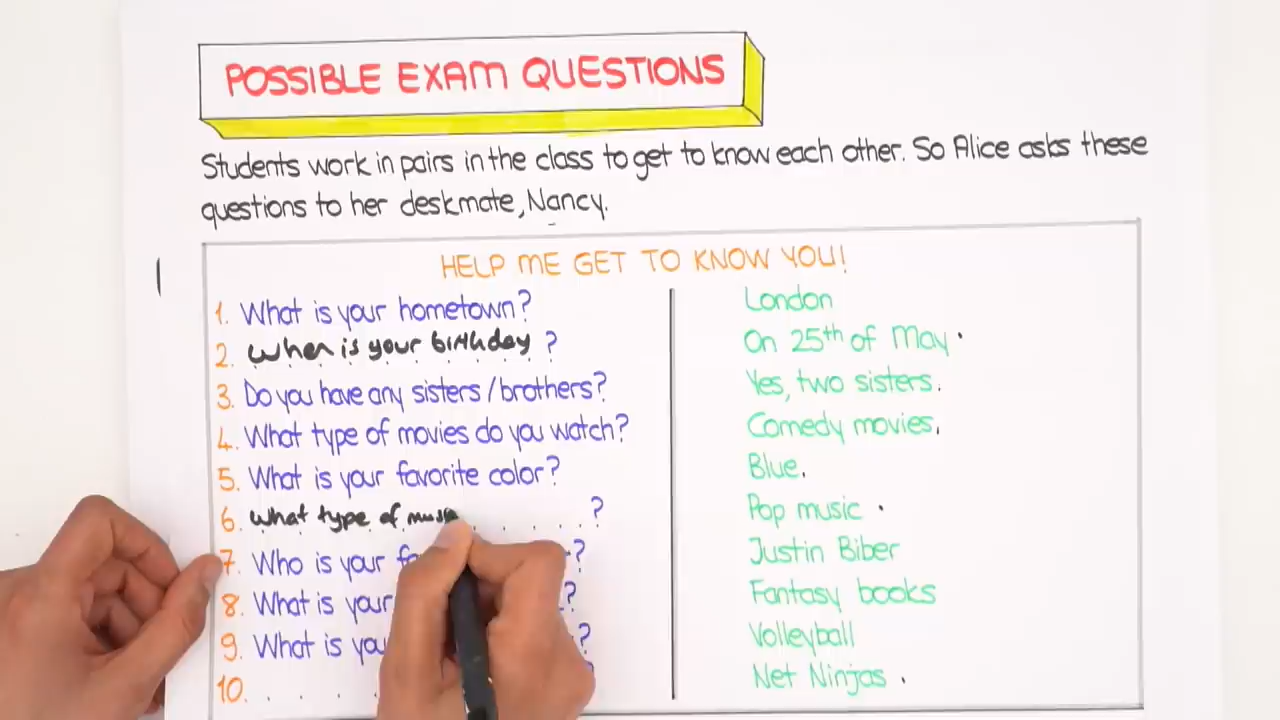 POSSIBLE EXAM QUESTIONS
Students work in pairs in the class to get to know each other. So Alice asks these
questions to her deskmate, Nancy.
HELP ME GET TO KNOW YOU!
1. What is your hometown? London
2. When is your birthday ? On 25th of May.
3. Do you have any sisters/brothers? Yes, two sisters.
4. What type of movies do you watch? Comedy movies.
5. What is your favorite color? Blue.
6. What type of ? Pop music.
7. Who is your ? Justin Biber
8. What is your ? Fantasy books
9. What is ? Volleyball
10. Net Ninjas.